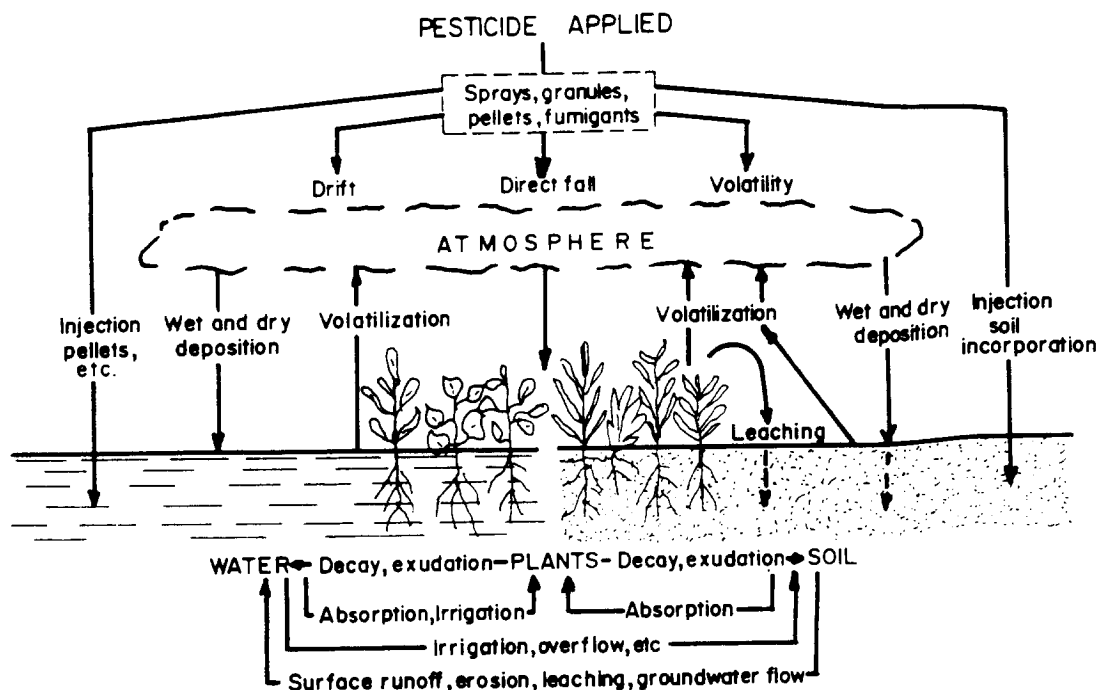 PESTICIDE APPLIED
Sprays, granules,
pellets, fumigants
Drift
Direct fall
Volatility
ATMOSPHERE
Injection
pellets,
etc.
Wet and dry
deposition
Volatilization
Volatilization
Wet and dry
deposition
Injection
soil
incorporation
Leaching
WATER Decay, exudation-PLANTS- Decay, exudation SOIL
Absorption, Irrigation
Absorption
Irrigation, overflow, etc
Surface runoff, erosion, leaching, groundwater flow